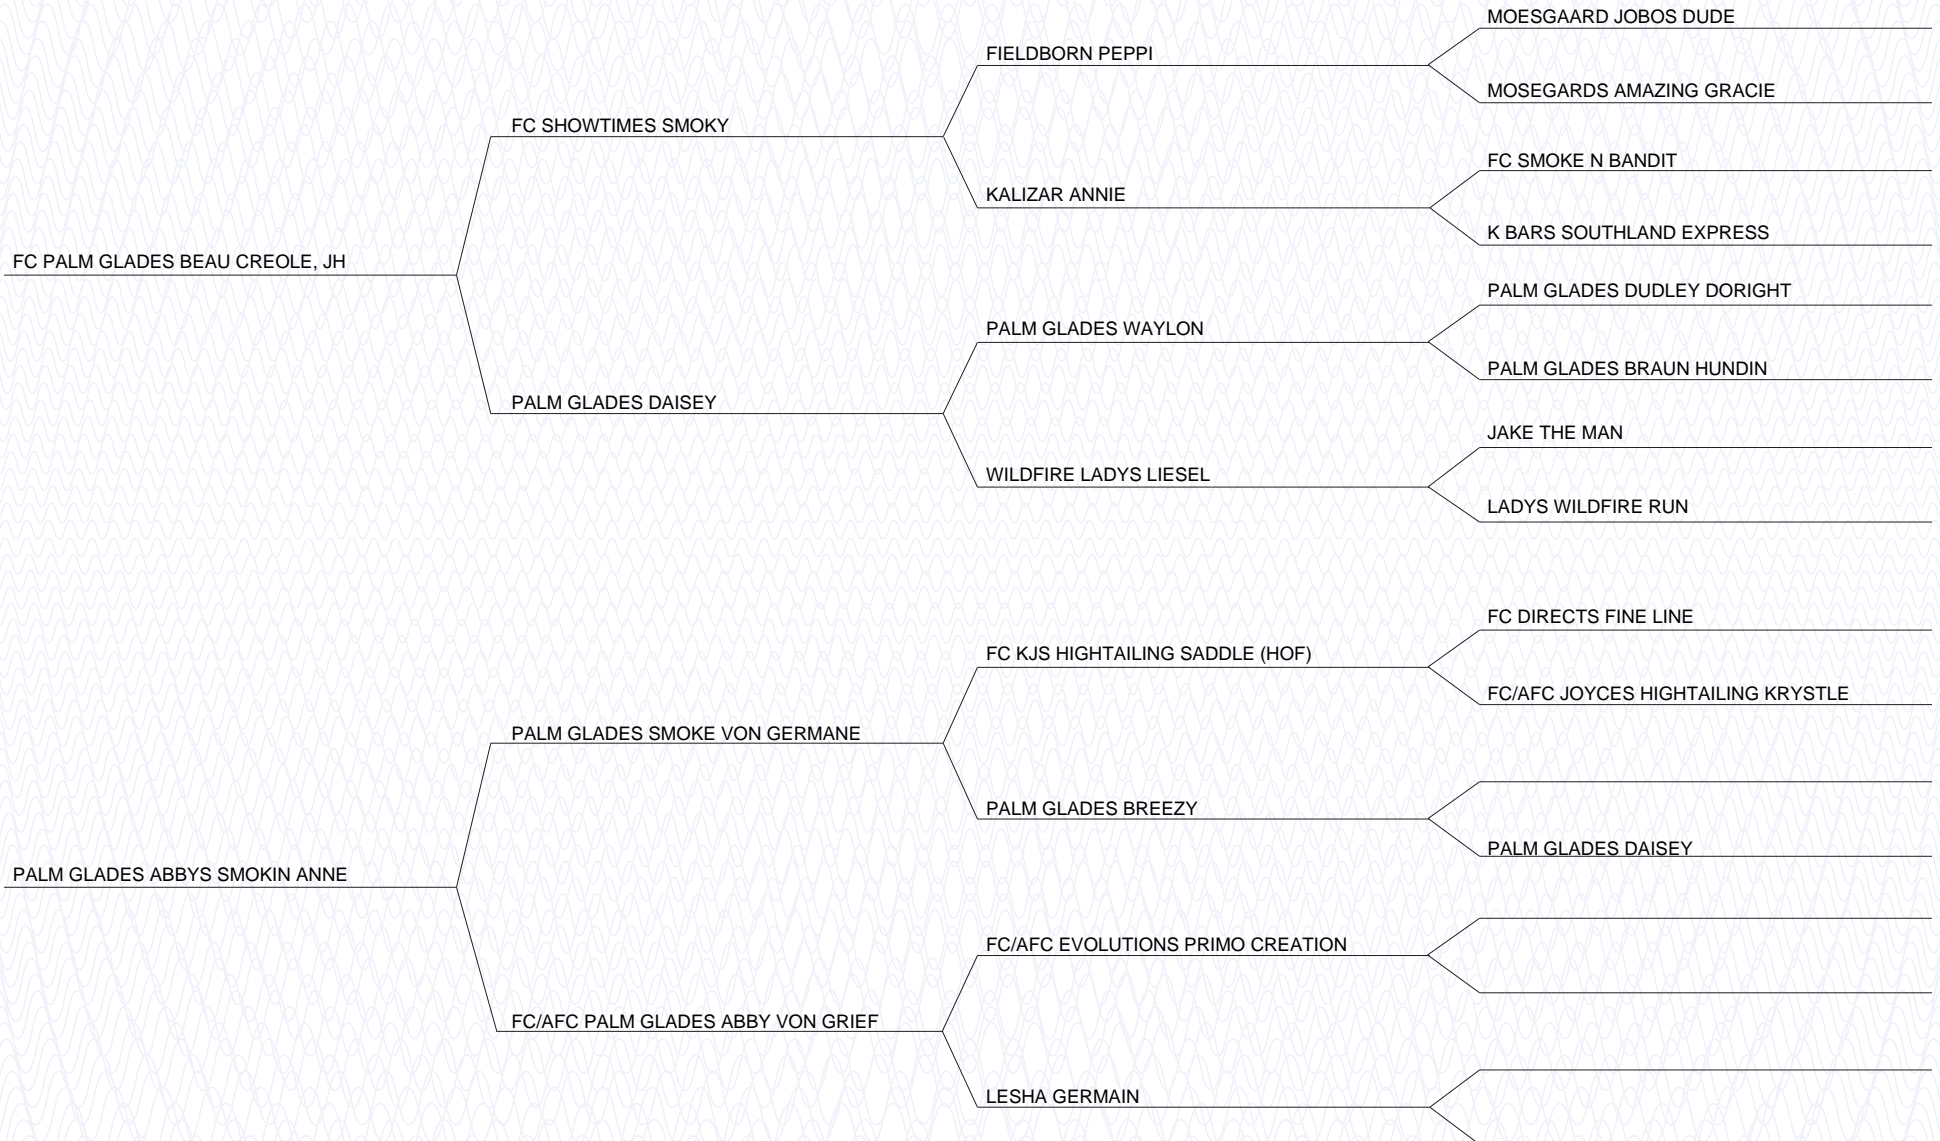 MOESGAARD JOBOS DUDE
FIELDBORN PEPPI
MOSEGARDS AMAZING GRACIE
FC SHOWTIMES SMOKY
FC SMOKE N BANDIT
KALIZAR ANNIE
K BARS SOUTHLAND EXPRESS
FC PALM GLADES BEAU CREOLE, JH
PALM GLADES DUDLEY DORIGHT
PALM GLADES WAYLON
PALM GLADES BRAUN HUNDIN
PALM GLADES DAISEY
JAKE THE MAN
WILDFIRE LADYS LIESEL
LADYS WILDFIRE RUN
FC DIRECTS FINE LINE
FC KJS HIGHTAILING SADDLE (HOF)
FC/AFC JOYCES HIGHTAILING KRYSTLE
PALM GLADES SMOKE VON GERMANE
PALM GLADES BREEZY
PALM GLADES DAISEY
PALM GLADES ABBYS SMOKIN ANNE
FC/AFC EVOLUTIONS PRIMO CREATION
FC/AFC PALM GLADES ABBY VON GRIEF
LESHA GERMAIN